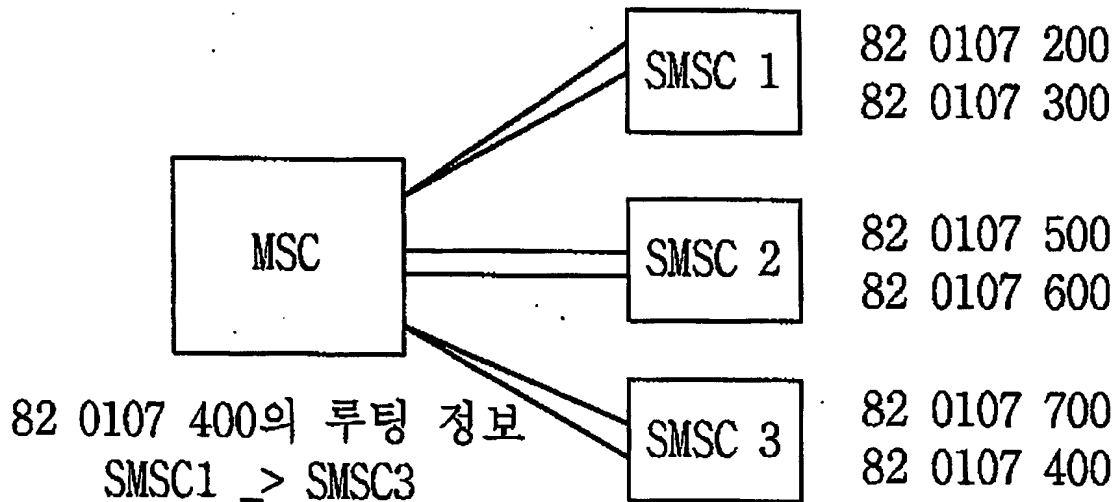 SMSC 1
82 0107 200
82 0107 300
MSC
SMSC 2
82 0107 500
82 0107 600
SMSC 3
82 0107 700
82 0107 400
82 0107 400의 루팅 정보
SMSC1 _> SMSC3